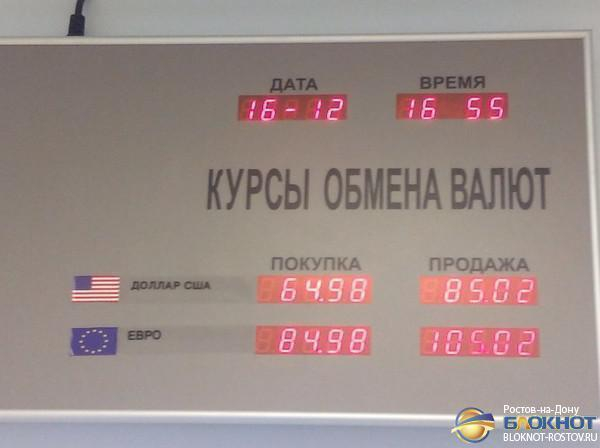 ДАТА ВРЕМЯ
16-12 16 55
КУРСЫ ОБМЕНА ВАЛЮТ
ПОКУПКА ПРОДАЖА
ДОЛЛАР США 64.98 85.02
ЕВРО 84.98 105.02
Ростов-на-Дону
БЛОКНОТ
BLOKNOT-ROSTOV.RU